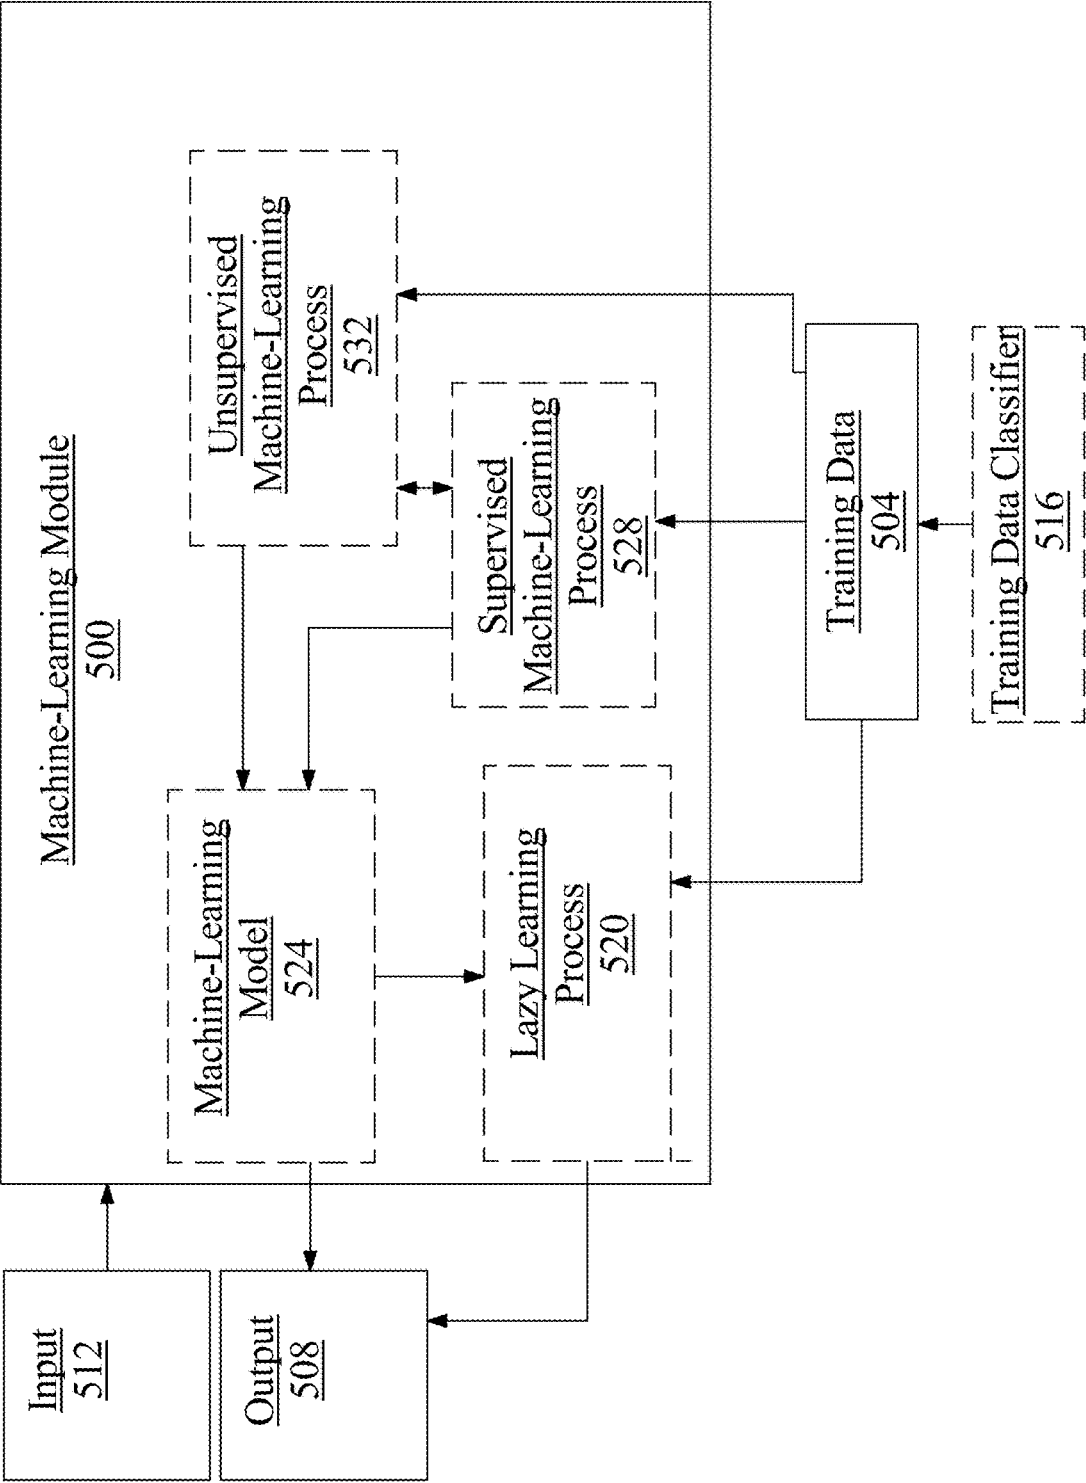 Machine-Learning Module
500
Input
512
Output
508
Machine-Learning
Model
524
Unsupervised
Machine-Learning
Process
532
Lazy Learning
Process
520
Supervised
Machine-Learning
Process
528
Training Data
504
Training Data Classifier
516